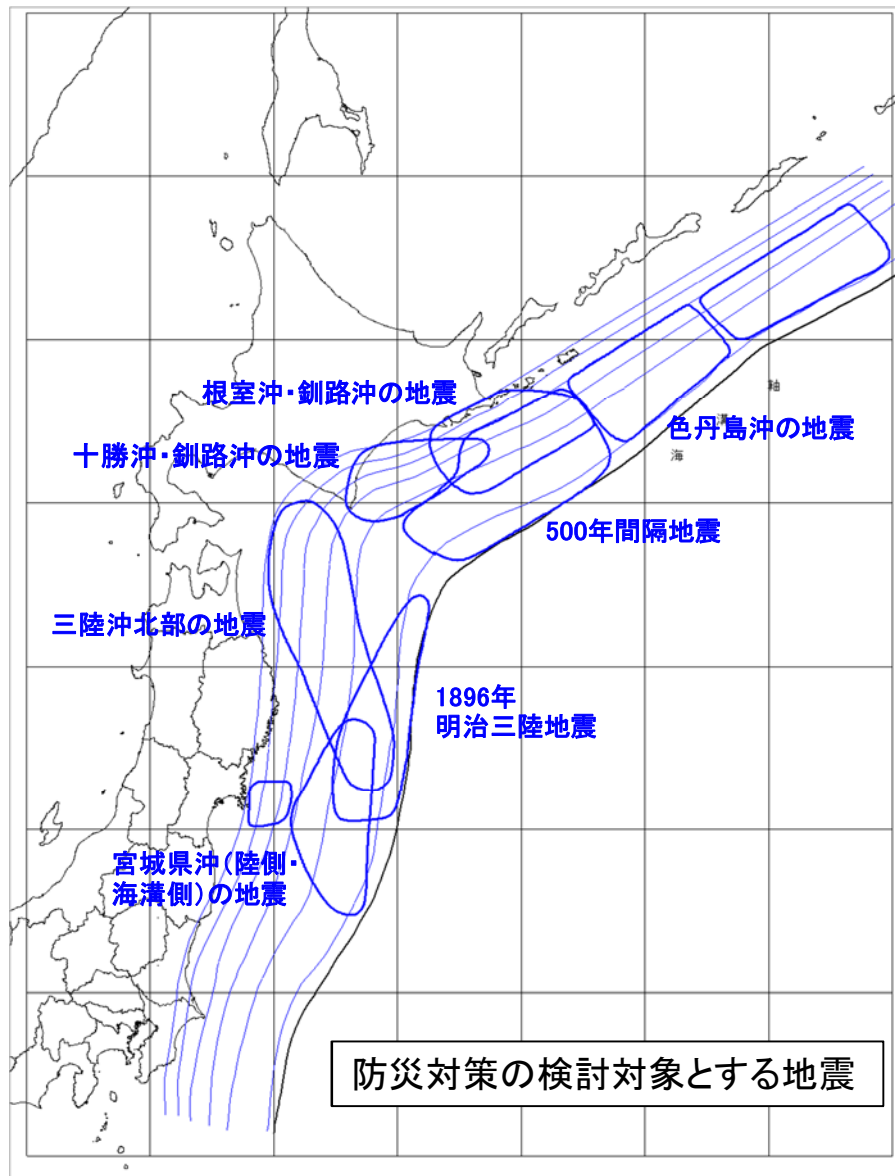 根室沖・釧路沖の地震
十勝沖・釧路沖の地震
色丹島沖の地震
500年間隔地震
三陸沖北部の地震
1896年
明治三陸地震
宮城県沖(陸側・
海溝側)の地震
防災対策の検討対象とする地震
海